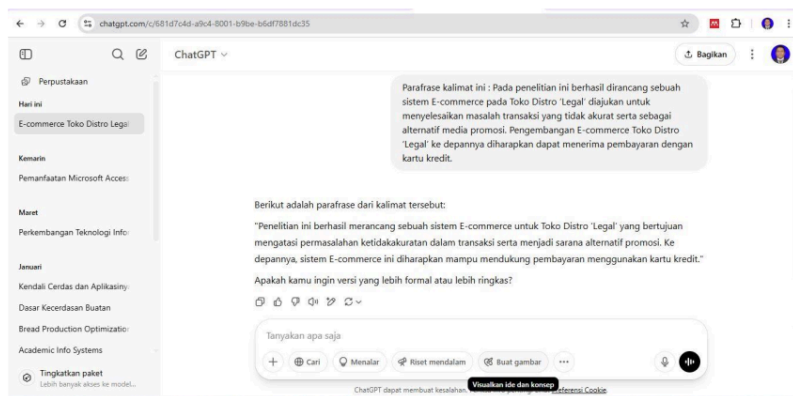 chatgpt.com/c/681d7c4d-a9c4-8001-b9be-b6df7881dc35
ChatGPT
Bagikan
Perpustakaan
Hari ini
E-commerce Toko Distro Legal
Kemarin
Pemanfaatan Microsoft Access
Maret
Perkembangan Teknologi Infor
Januari
Kendali Cerdas dan Aplikasiny
Dasar Kecerdasan Buatan
Bread Production Optimization
Academic Info Systems
Tingkatkan paket
Lebih banyak akses ke model...
Parafrase kalimat ini : Pada penelitian ini berhasil dirancang sebuah
sistem E-commerce pada Toko Distro 'Legal' diajukan untuk
menyelesaikan masalah transaksi yang tidak akurat serta sebagai
alternatif media promosi. Pengembangan E-commerce Toko Distro
'Legal' ke depannya diharapkan dapat menerima pembayaran dengan
kartu kredit.
Berikut adalah parafrase dari kalimat tersebut:
"Penelitian ini berhasil merancang sebuah sistem E-commerce untuk Toko Distro 'Legal' yang bertujuan
mengatasi permasalahan ketidakakuratan dalam transaksi serta menjadi sarana alternatif promosi. Ke
depannya, sistem E-commerce ini diharapkan mampu mendukung pembayaran menggunakan kartu kredit."
Apakah kamu ingin versi yang lebih formal atau lebih ringkas?
Tanyakan apa saja
Cari
Menalar
Riset mendalam
Buat gambar
Visualkan ide dan konsep
ChatGPT dapat membuat kesalahan.
Preferensi Cookie.